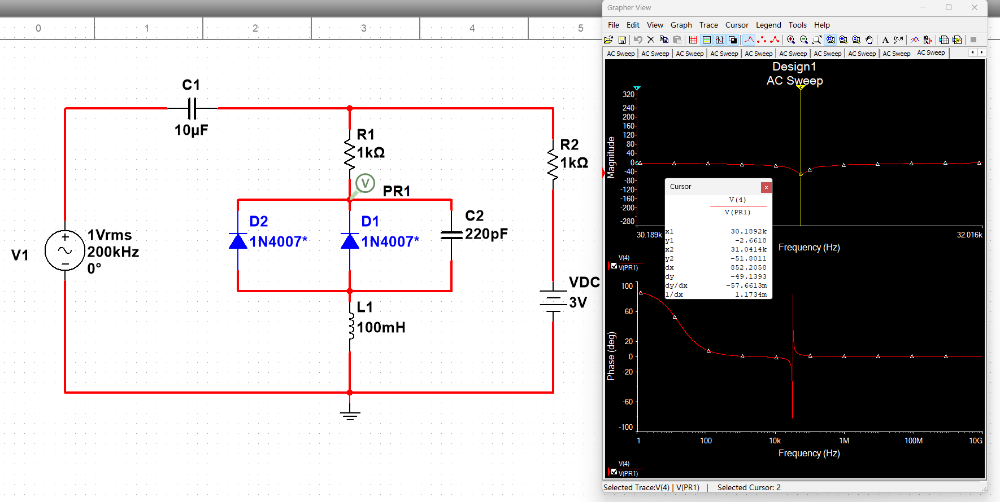 0 1 2 3 4 5
C1
10µF
R1
1kΩ
R2
1kΩ
V
PR1
D2
1N4007*
D1
1N4007*
C2
220pF
V1
1Vrms
200kHz
0°
VDC
3V
L1
100mH
Grapher View
File Edit View Graph Trace Cursor Legend Tools Help
AC Sweep AC Sweep AC Sweep AC Sweep AC Sweep AC Sweep AC Sweep AC Sweep AC Sweep AC Sweep
Design1
AC Sweep
Magnitude
320
240
200
160
120
80
40
0
-40
-80
-120
-160
-200
-280
30.189k 32.016k
Frequency (Hz)
V(4)
V(PR1)
Cursor
V(4)
V(PR1)
x1 30.1892k
y1 -2.6618
x2 31.0414k
y2 -51.8011
dx 852.2058
dy -49.1393
dy/dx -57.6613m
1/dx 1.1734m
Phase (deg)
100
60
20
0
-20
-60
-100
1 100 10k 1M 100M 10G
Frequency (Hz)
V(4)
V(PR1)
Selected Trace:V(4) | V(PR1) | Selected Cursor: 2